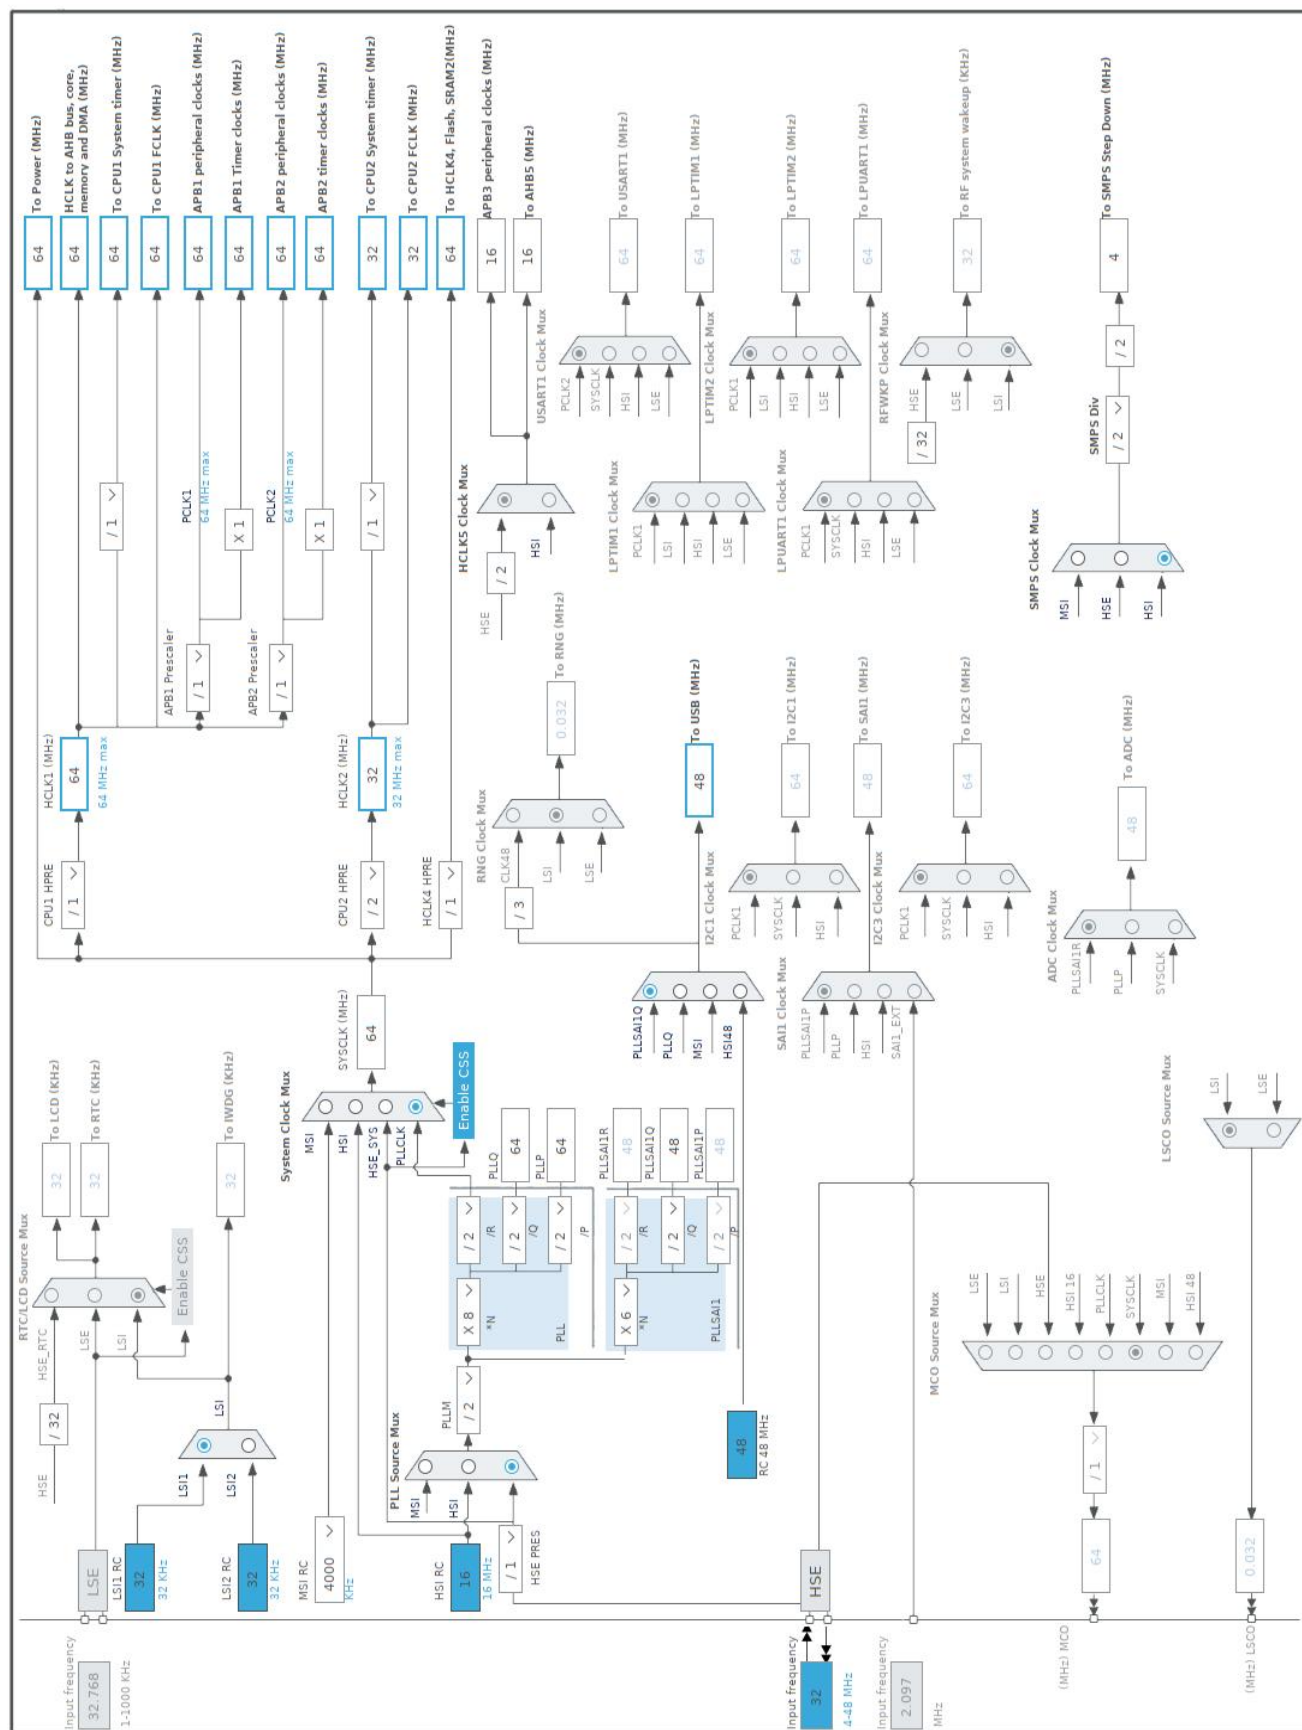 Input frequency
32.768
1-1000 KHz
LSE
HSE
/ 32
HSE_RTC
LSE
LSI
RTC/LCD Source Mux
Enable CSS
32
To LCD (KHz)
32
To RTC (KHz)
LSI1 RC
32
32 KHz
LSI2 RC
32
32 KHz
LSI1
LSI2
LSI
32
To IWDG (KHz)
MSI RC
4000
KHz
HSI RC
16
16 MHz
/ 1
HSE PRES
PLL Source Mux
MSI
HSI
PLLM
/ 2
X 8
*N
PLL
/ 2
/R
/ 2
/Q
/ 2
/P
PLLQ
64
PLLP
64
X 6
*N
PLLSAI1
/ 2
/R
/ 2
/Q
/ 2
/P
PLLSAI1R
48
PLLSAI1Q
48
PLLSAI1P
48
48
RC 48 MHz
System Clock Mux
MSI
HSI
HSE_SYS
PLLCLK
Enable CSS
SYSCLK (MHz)
64
64
To Power (MHz)
CPU1 HPRE
/ 1
HCLK1 (MHz)
64
64 MHz max
64
HCLK to AHB bus, core,
memory and DMA (MHz)
/ 1
64
To CPU1 System timer (MHz)
64
To CPU1 FCLK (MHz)
APB1 Prescaler
/ 1
PCLK1
64 MHz max
64
APB1 peripheral clocks (MHz)
X 1
64
APB1 Timer clocks (MHz)
APB2 Prescaler
/ 1
PCLK2
64 MHz max
64
APB2 peripheral clocks (MHz)
X 1
64
APB2 timer clocks (MHz)
CPU2 HPRE
/ 2
HCLK2 (MHz)
32
32 MHz max
/ 1
32
To CPU2 System timer (MHz)
32
To CPU2 FCLK (MHz)
HCLK4 HPRE
/ 1
64
To HCLK4, Flash, SRAM2(MHz)
HCLK5 Clock Mux
HSE
/ 2
HSI
16
APB3 peripheral clocks (MHz)
16
To AHB5 (MHz)
RNG Clock Mux
/ 3
CLK48
LSI
LSE
0.032
To RNG (MHz)
USART1 Clock Mux
PCLK2
SYSCLK
HSI
LSE
64
To USART1 (MHz)
LPTIM1 Clock Mux
PCLK1
LSI
HSI
LSE
64
To LPTIM1 (MHz)
PLLSAI1Q
PLLQ
MSI
HSI48
48
To USB (MHz)
LPTIM2 Clock Mux
PCLK1
LSI
HSI
LSE
64
To LPTIM2 (MHz)
I2C1 Clock Mux
PCLK1
SYSCLK
HSI
64
To I2C1 (MHz)
LPUART1 Clock Mux
PCLK1
SYSCLK
HSI
LSE
64
To LPUART1 (MHz)
SAI1 Clock Mux
PLLSAI1P
PLLP
HSI
SAI1_EXT
48
To SAI1 (MHz)
RFWKP Clock Mux
HSE
/ 32
LSE
LSI
32
To RF system wakeup (KHz)
I2C3 Clock Mux
PCLK1
SYSCLK
HSI
64
To I2C3 (MHz)
Input frequency
32
4-48 MHz
HSE
2.097
MHz
ADC Clock Mux
PLLSAI1R
PLLP
SYSCLK
48
To ADC (MHz)
SMPS Clock Mux
MSI
HSE
HSI
SMPS Div
/ 2
/ 2
4
To SMPS Step Down (MHz)
MCO Source Mux
LSE
LSI
HSE
HSI 16
PLLCLK
SYSCLK
MSI
HSI 48
/ 1
64
(MHz) MCO
LSCO Source Mux
LSI
LSE
0.032
(MHz) LSCO